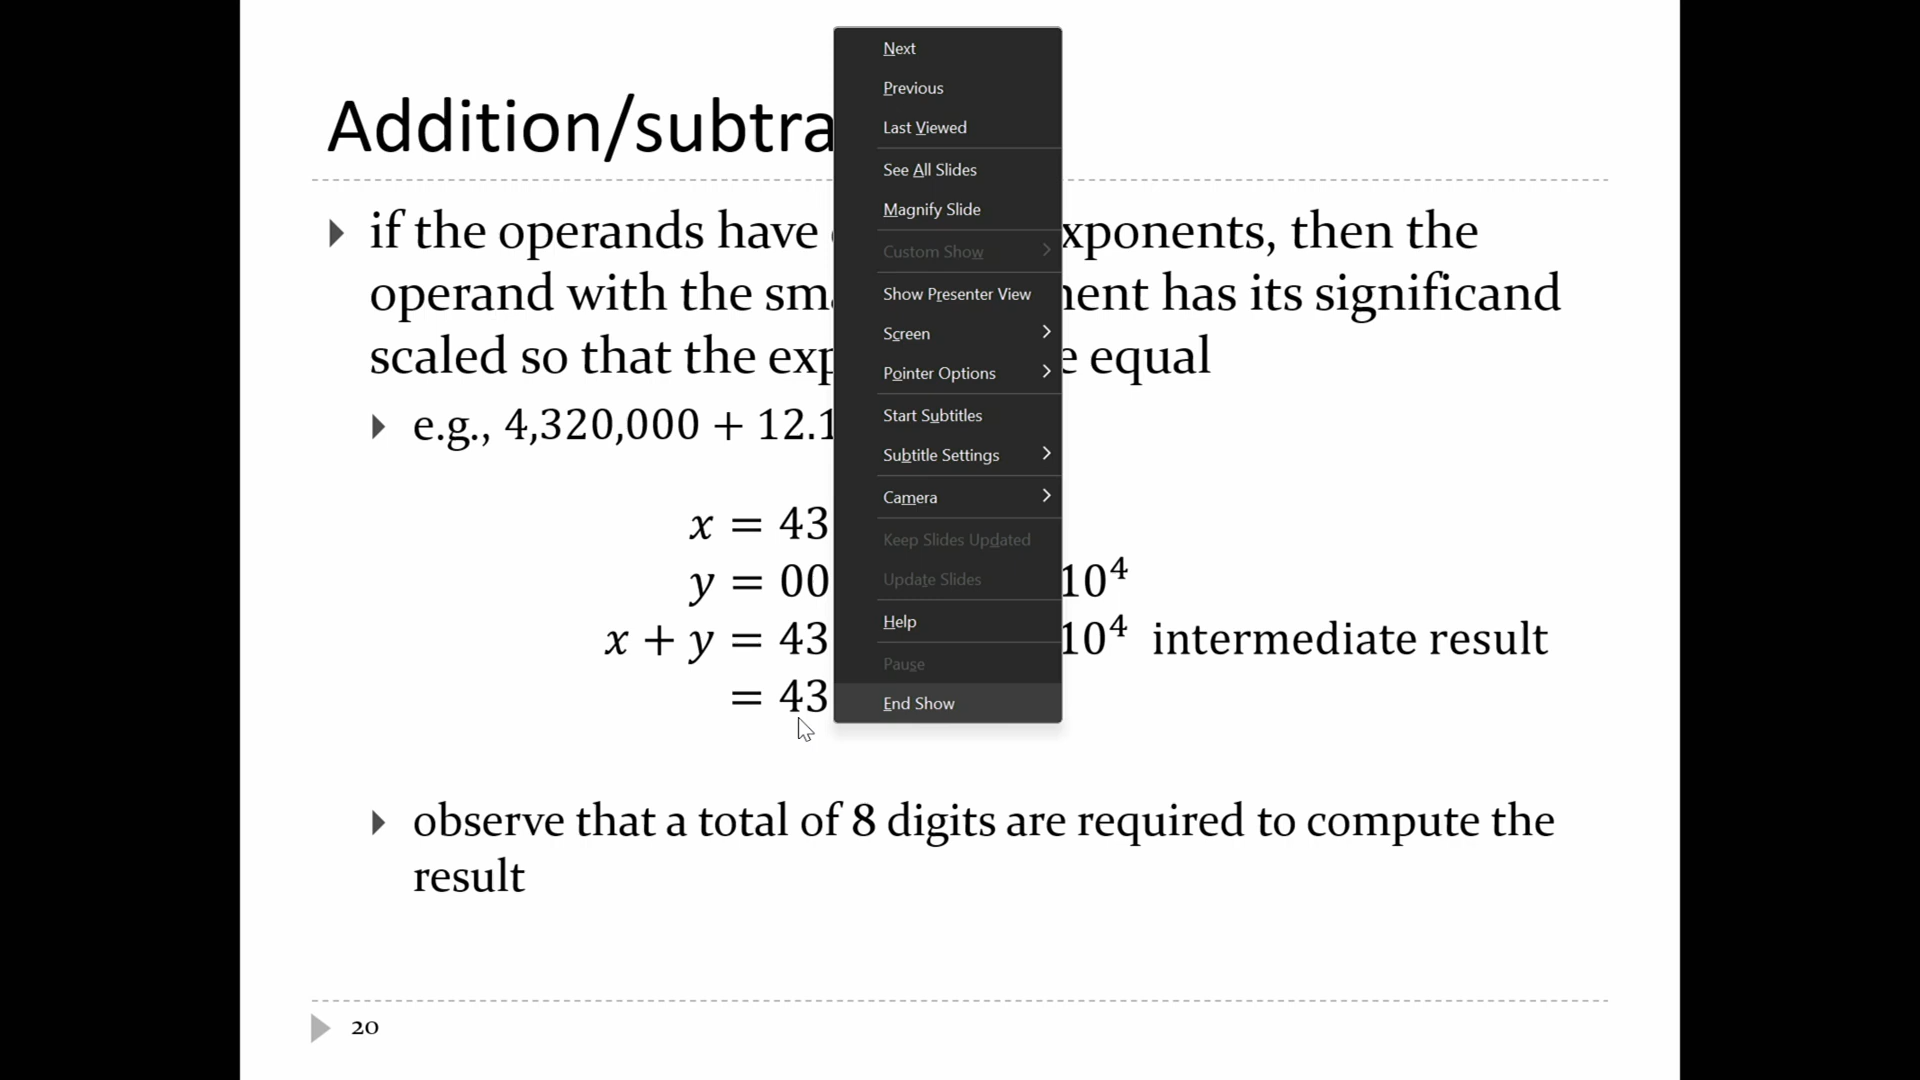 Addition/subtra
if the operands have xponents, then the
operand with the sma nent has its significand
scaled so that the exp e equal
e.g., 4,320,000 + 12.1
x = 43
y = 00 10⁴
x + y = 43 10⁴ intermediate result
= 43
observe that a total of 8 digits are required to compute the
result
20
Next
Previous
Last Viewed
See All Slides
Magnify Slide
Custom Show
Show Presenter View
Screen
Pointer Options
Start Subtitles
Subtitle Settings
Camera
Keep Slides Updated
Update Slides
Help
Pause
End Show